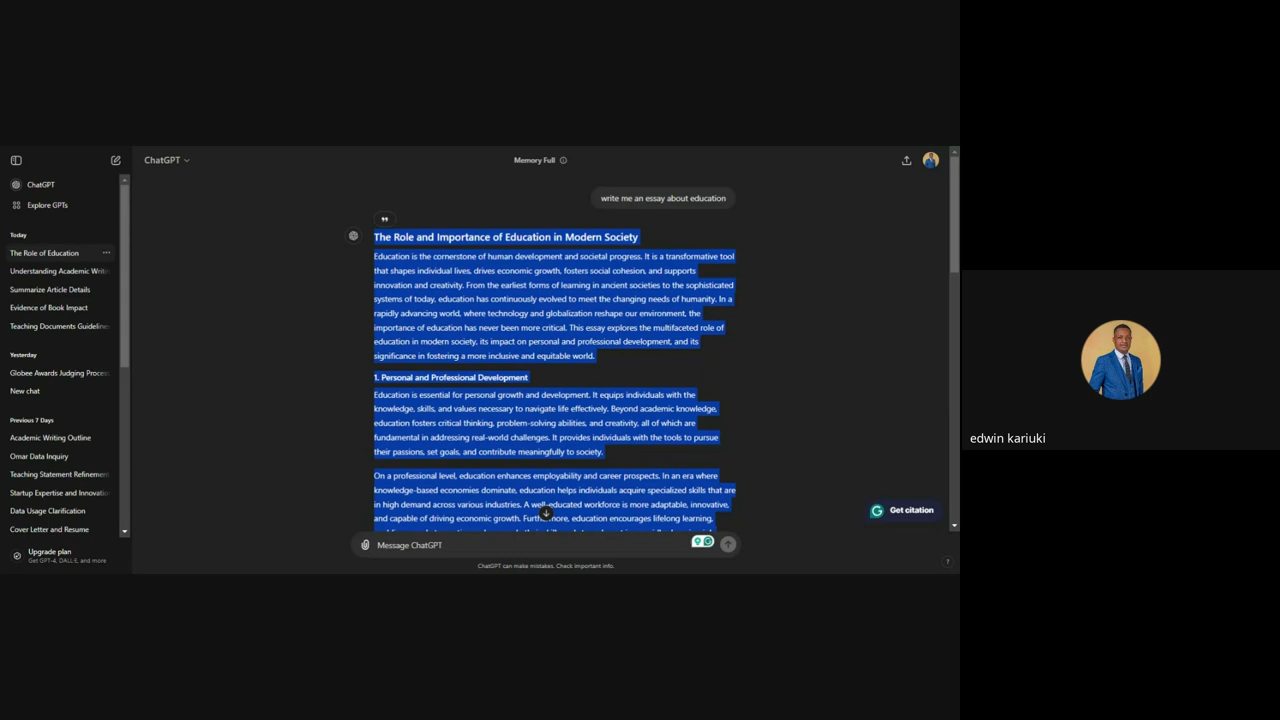 ChatGPT
Memory Full
ChatGPT
Explore GPTs
Today
The Role of Education
Understanding Academic
Summarize Article Details
Evidence of Book Impact
Teaching Documents
Yesterday
Globee Awards Judging
New chat
Previous 7 Days
Academic Writing Outline
Omar Data Inquiry
Teaching Statement
Startup Expertise and
Data Usage Clarification
Cover Letter and Resume
Upgrade plan
Get GPT-4, DALL·E, and more
write me an essay about education
The Role and Importance of Education in Modern Society
Education is the cornerstone of human development and societal progress. It is a transformative tool
that shapes individual lives, drives economic growth, fosters social cohesion, and supports
innovation and creativity. From the earliest forms of learning in ancient societies to the sophisticated
systems of today, education has continuously evolved to meet the changing needs of humanity. In a
rapidly advancing world, where technology and globalization reshape our environment, the
importance of education has never been more critical. This essay explores the multifaceted role of
education in modern society, its impact on personal and professional development, and its
significance in fostering a more inclusive and equitable world.
1. Personal and Professional Development
Education is essential for personal growth and development. It equips individuals with the
knowledge, skills, and values necessary to navigate life effectively. Beyond academic knowledge,
education fosters critical thinking, problem-solving abilities, and creativity, all of which are
fundamental in addressing real-world challenges. It provides individuals with the tools to pursue
their passions, set goals, and contribute meaningfully to society.
On a professional level, education enhances employability and career prospects. In an era where
knowledge-based economies dominate, education helps individuals acquire specialized skills that are
in high demand across various industries. A well-educated workforce is more adaptable, innovative,
and capable of driving economic growth. education encourages lifelong learning,
Get citation
Message ChatGPT
ChatGPT can make mistakes. Check important info.
?
edwin kariuki